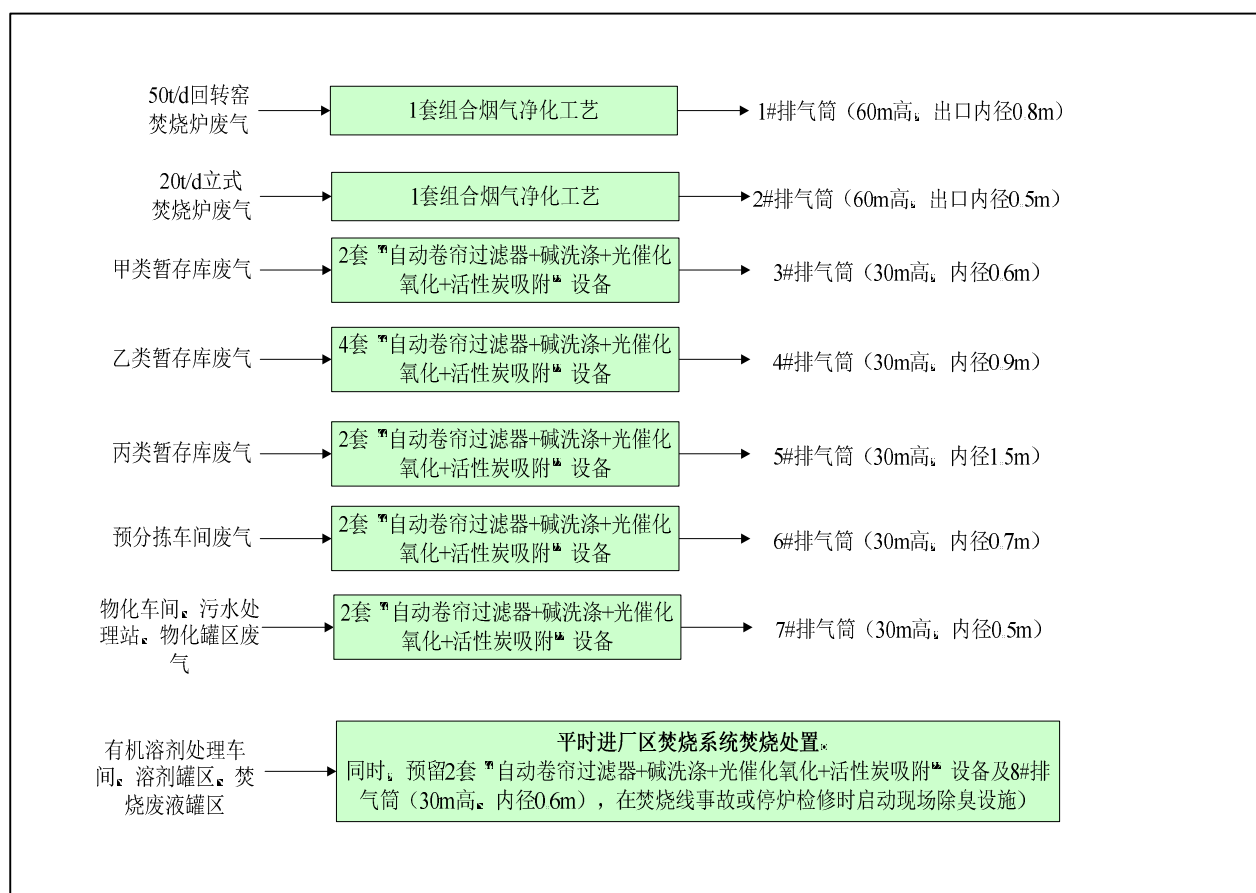 50t/d回转窑
焚烧炉废气
1套组合烟气净化工艺
1#排气筒（60m高，出口内径0.8m）
20t/d立式
焚烧炉废气
1套组合烟气净化工艺
2#排气筒（60m高，出口内径0.5m）
甲类暂存库废气
2套“自动卷帘过滤器+碱洗涤+光催化
氧化+活性炭吸附”设备
3#排气筒（30m高，内径0.6m）
乙类暂存库废气
4套“自动卷帘过滤器+碱洗涤+光催化
氧化+活性炭吸附”设备
4#排气筒（30m高，内径0.9m）
丙类暂存库废气
2套“自动卷帘过滤器+碱洗涤+光催化
氧化+活性炭吸附”设备
5#排气筒（30m高，内径1.5m）
预分拣车间废气
2套“自动卷帘过滤器+碱洗涤+光催化
氧化+活性炭吸附”设备
6#排气筒（30m高，内径0.7m）
物化车间、污水处
理站、物化罐区废
气
2套“自动卷帘过滤器+碱洗涤+光催化
氧化+活性炭吸附”设备
7#排气筒（30m高，内径0.5m）
有机溶剂处理车
间、溶剂罐区、焚
烧废液罐区
平时进厂区焚烧系统焚烧处置。
同时，预留2套“自动卷帘过滤器+碱洗涤+光催化氧化+活性炭吸附”设备及8#排
气筒（30m高，内径0.6m），在焚烧线事故或停炉检修时启动现场除臭设施）